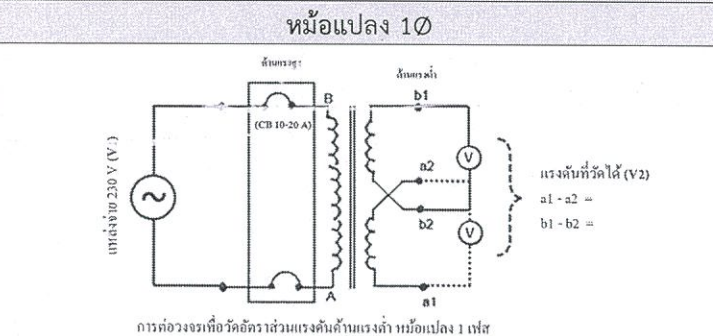 หม้อแปลง 1Ø
ด้านแรงสูง
ด้านแรงต่ำ
B
b1
(CB 10-20 A)
V
a2
แรงดันที่วัดได้ (V2)
แหล่งจ่าย 230 V (V1)
a1 - a2 =
b2
b1 - b2 =
V
A
a1
การต่อวงจรเพื่อวัดอัตราส่วนแรงดันด้านแรงต่ำ หม้อแปลง 1 เฟส